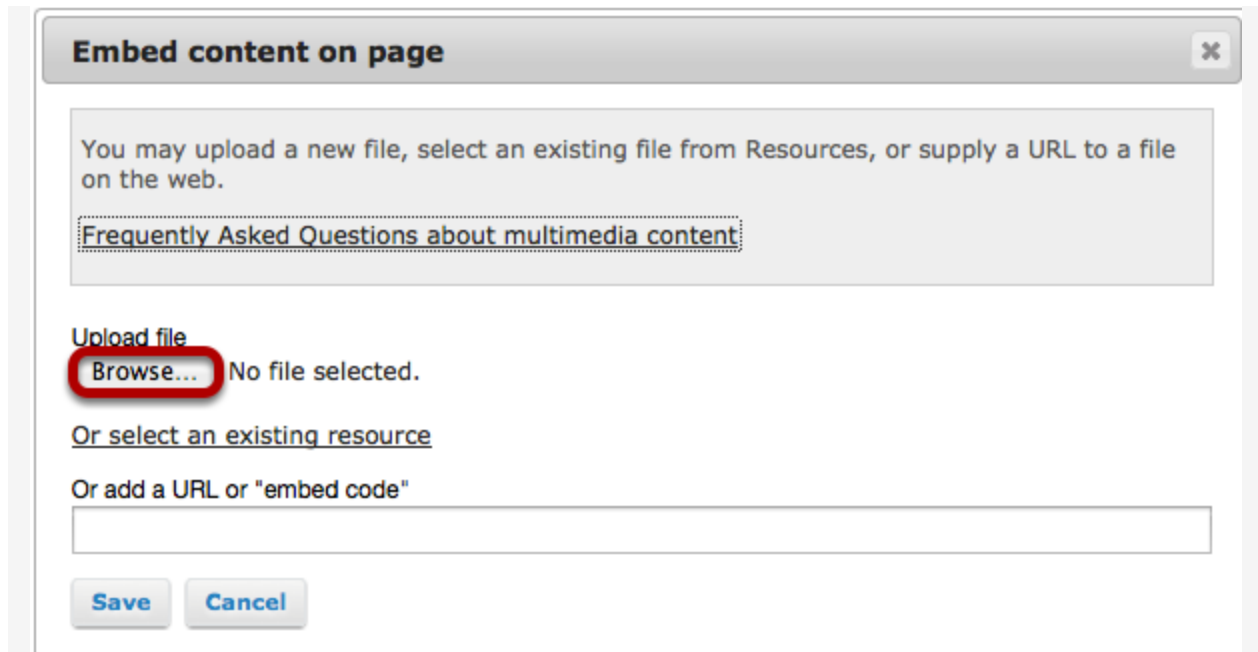 Embed content on page
You may upload a new file, select an existing file from Resources, or supply a URL to a file
on the web.
Frequently Asked Questions about multimedia content
Upload file
Browse... No file selected.
Or select an existing resource
Or add a URL or "embed code"
Save Cancel